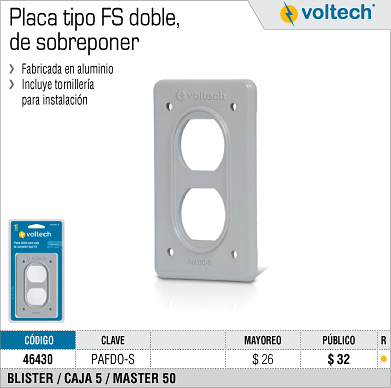 Placa tipo FS doble,
de sobreponer
voltech®
Fabricada en aluminio
Incluye tornillería
para instalación
voltech
voltech
CÓDIGO CLAVE MAYOREO PÚBLICO R
46430 PAFDO-S $ 26 $ 32
BLISTER / CAJA 5 / MASTER 50